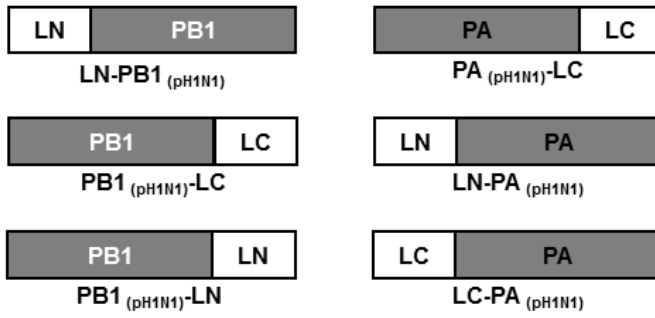 LN PB1
LN-PB1 (pH1N1)
PA LC
PA (pH1N1)-LC
PB1 LC
PB1 (pH1N1)-LC
LN PA
LN-PA (pH1N1)
PB1 LN
PB1 (pH1N1)-LN
LC PA
LC-PA (pH1N1)